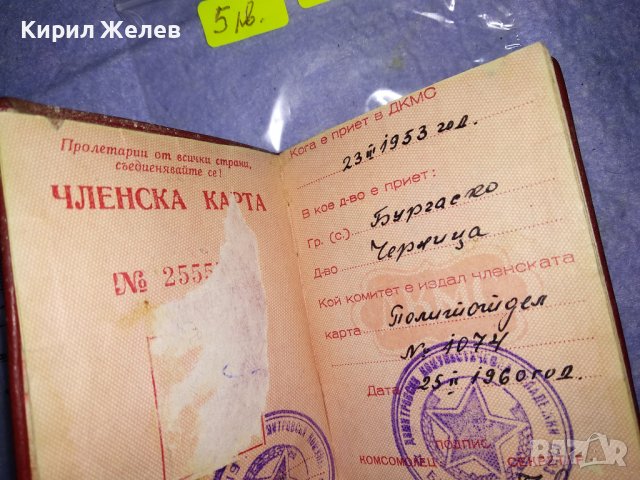 Кирил Желев
5 лв.
Пролетарии от всички страни,
съединявайте се!
ЧЛЕНСКА КАРТА
№ 2555
Кога е приет в ДКМС
23 II 1953 год.
В кое д-во е приет:
Гр. (с.) Бургаско
Д-во Черница
Кой комитет е издал членската
карта Политотдел
№ 1074
Дата 25 II 1960 год.
ПОДПИС
КОМСОМОЛЕЦ
BAZAR